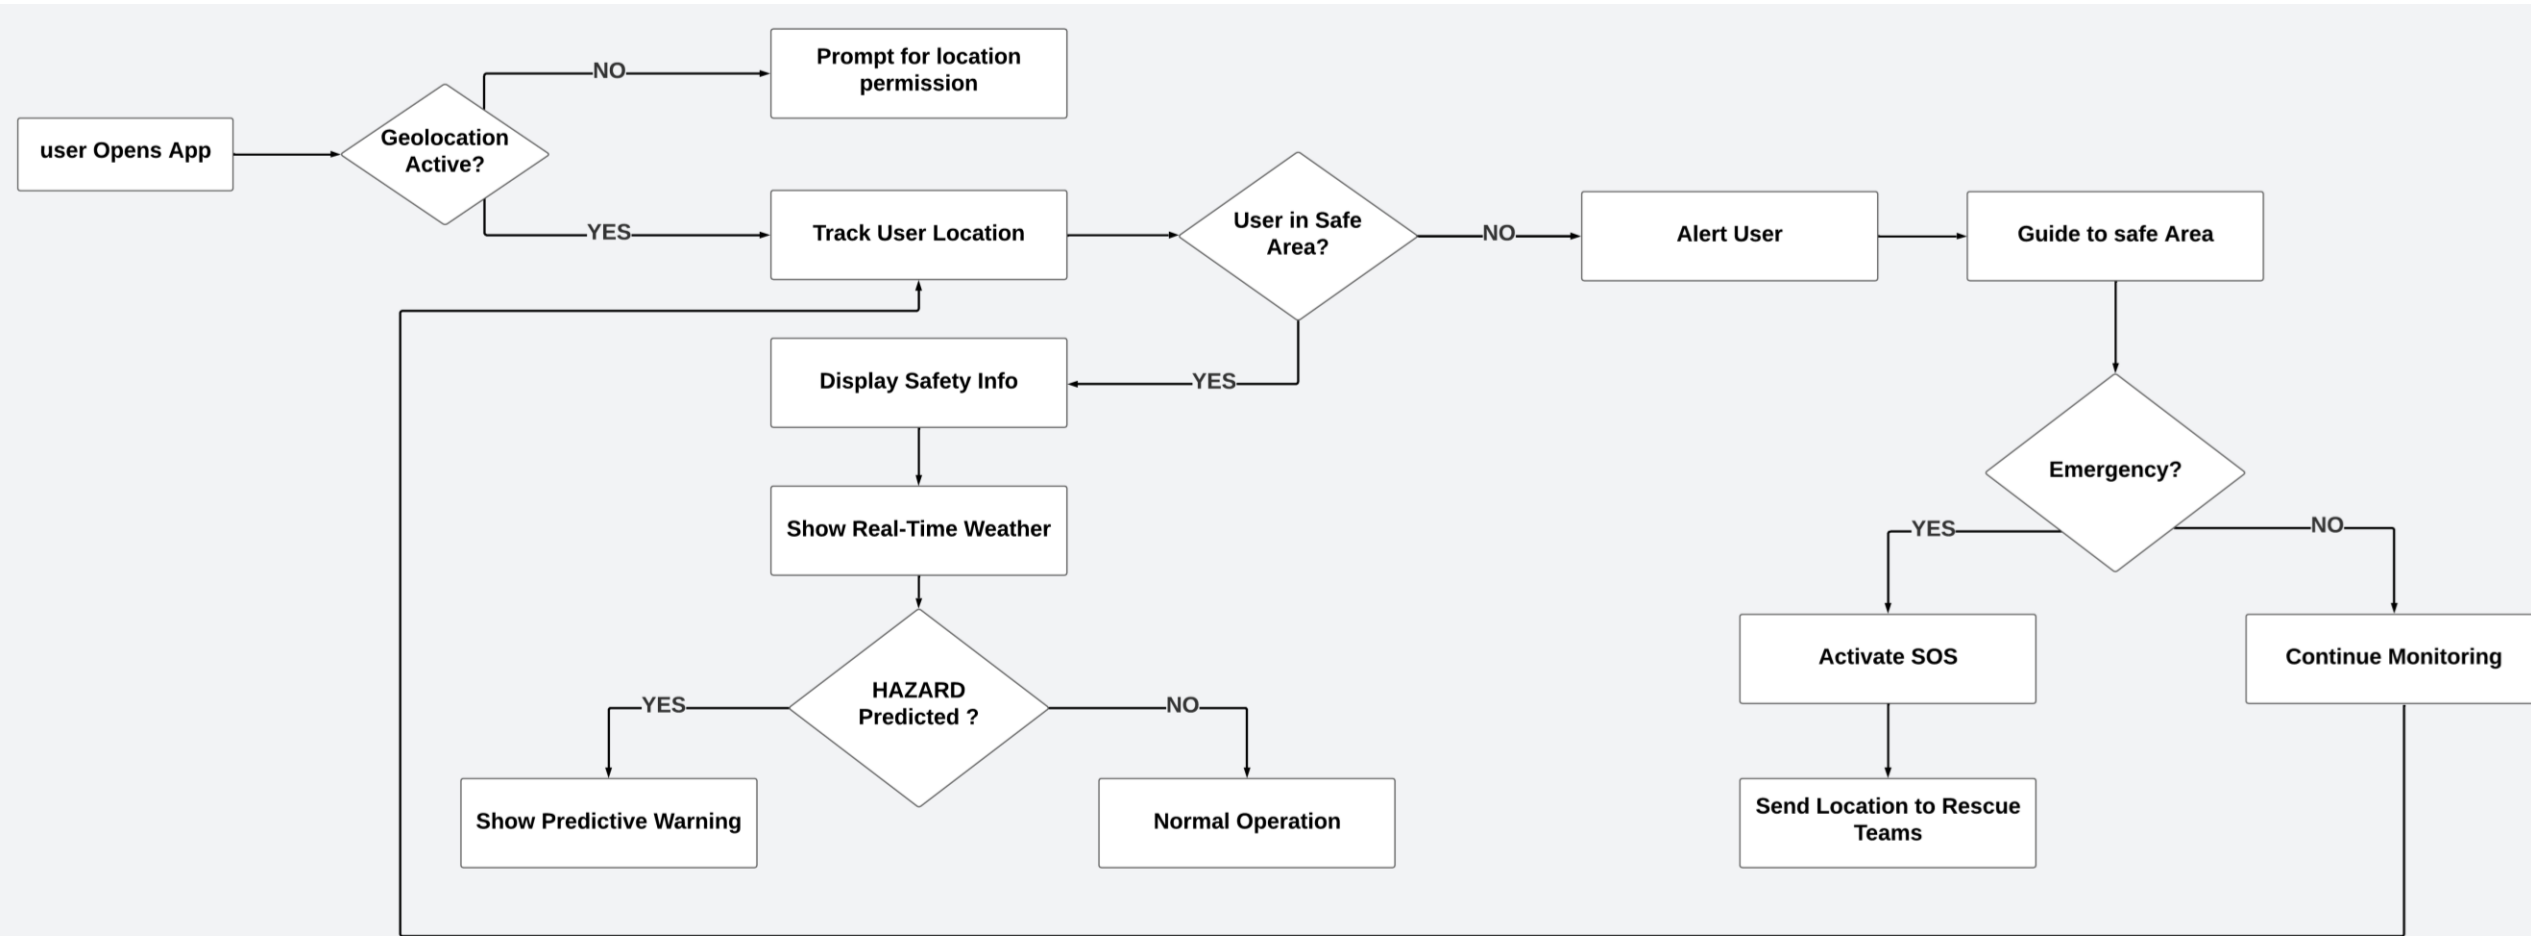 user Opens App
Geolocation
Active?
NO
Prompt for location
permission
YES
Track User Location
User in Safe
Area?
NO
Alert User
Guide to safe Area
YES
Display Safety Info
Show Real-Time Weather
HAZARD
Predicted ?
YES
NO
Show Predictive Warning
Normal Operation
Emergency?
YES
NO
Activate SOS
Continue Monitoring
Send Location to Rescue
Teams